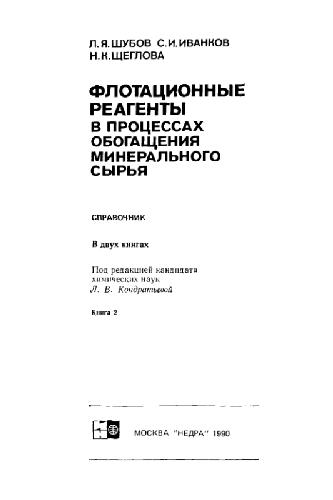 Л.Я.ШУБОВ С.И.ИВАНКОВ
Н.К.ЩЕГЛОВА
ФЛОТАЦИОННЫЕ
РЕАГЕНТЫ
В ПРОЦЕССАХ
ОБОГАЩЕНИЯ
МИНЕРАЛЬНОГО
СЫРЬЯ
СПРАВОЧНИК
В двух книгах
Под редакцией кандидата
химических наук
Л. В. Кондратьевой
Книга 2
МОСКВА "НЕДРА" 1990